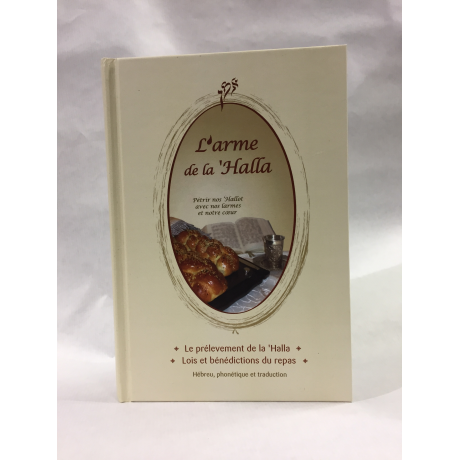 L'arme
de la 'Halla
Pétrir nos 'Hallot
avec nos larmes
et notre cœur
Le prélevement de la 'Halla
Lois et bénédictions du repas
Hébreu, phonétique et traduction